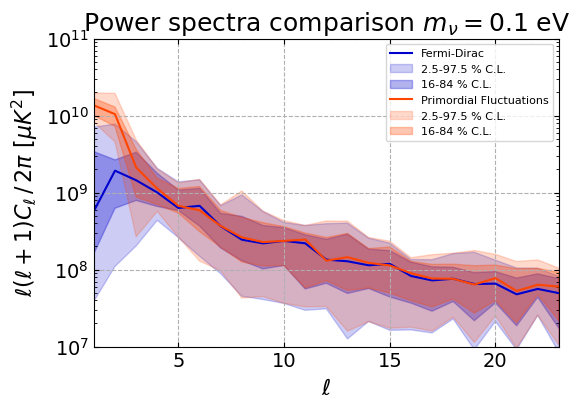 Power spectra comparison $m_\nu = 0.1$ eV
$\ell(\ell+1)C_\ell / 2\pi$ [$\mu K^2$]
10^11
10^10
10^9
10^8
10^7
Fermi-Dirac
2.5-97.5 % C.L.
16-84 % C.L.
Primordial Fluctuations
2.5-97.5 % C.L.
16-84 % C.L.
5 10 15 20
$\ell$